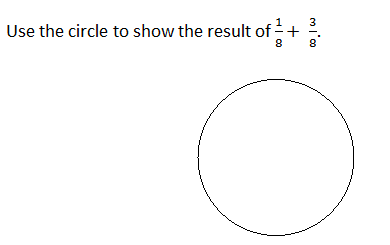 Use the circle to show the result of 1/8 + 3/8.